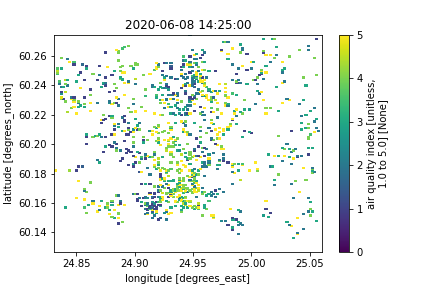 2020-06-08 14:25:00
60.26
60.24
60.22
60.20
60.18
60.16
60.14
latitude [degrees_north]
24.85 24.90 24.95 25.00 25.05
longitude [degrees_east]
5
4
3
2
1
0
air quality index [unitless,
1.0 to 5.0] [None]